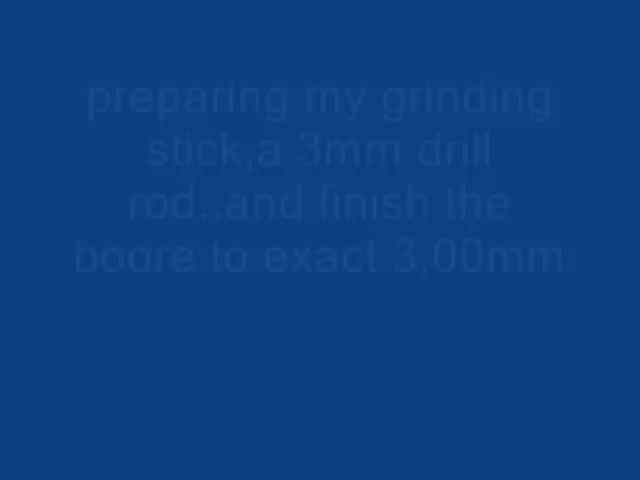 preparing my grinding
stick,a 3mm drill
rod..and finish the
boore to exact 3,00mm